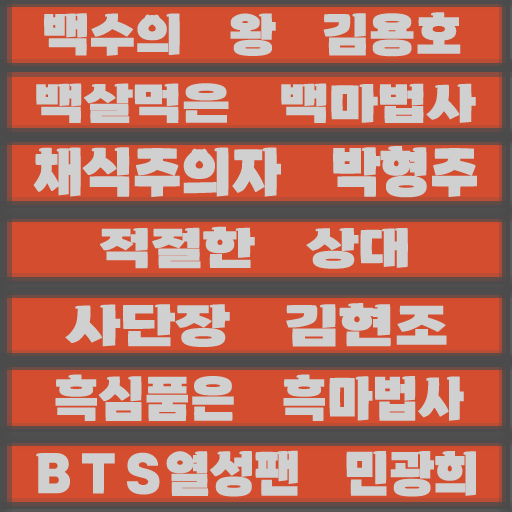 백수의 왕 김용호
백살먹은 백마법사
채식주의자 박형주
적절한 상대
사단장 김현조
흑심품은 흑마법사
BTS열성팬 민광희